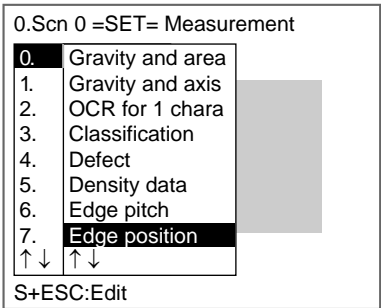 0.Scn 0 =SET= Measurement
0. Gravity and area
1. Gravity and axis
2. OCR for 1 chara
3. Classification
4. Defect
5. Density data
6. Edge pitch
7. Edge position
↑↓ ↑↓
S+ESC:Edit